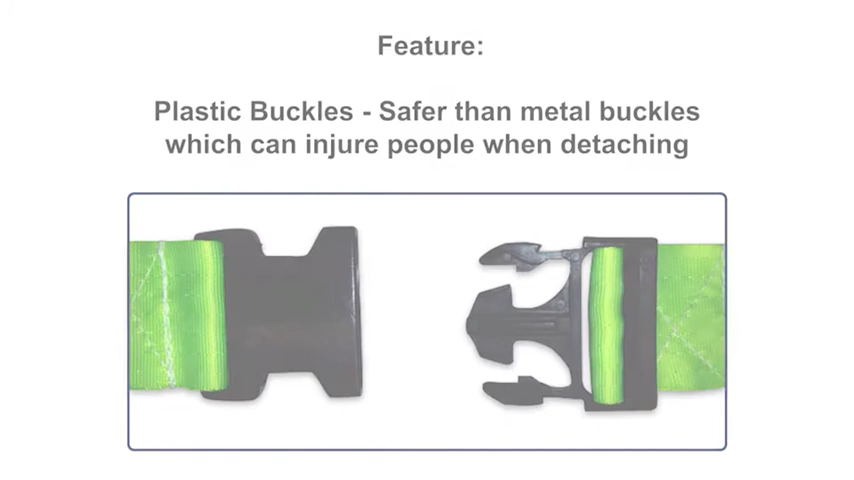 Feature:
Plastic Buckles - Safer than metal buckles
which can injure people when detaching